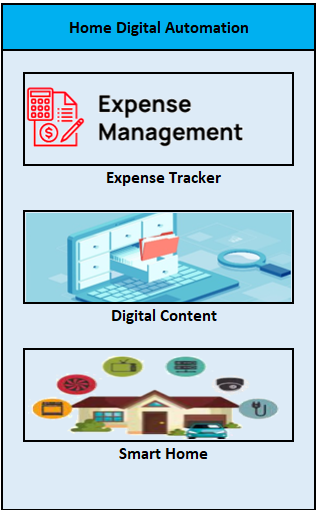 Home Digital Automation
Expense
Management
Expense Tracker
Digital Content
Smart Home